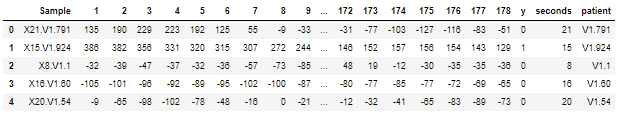 Sample 1 2 3 4 5 6 7 8 9 ... 172 173 174 175 176 177 178 y seconds patient
0 X21.V1.791 135 190 229 223 192 125 55 -9 -33 ... -31 -77 -103 -127 -116 -83 -51 0 21 V1.791
1 X15.V1.924 386 382 356 331 320 315 307 272 244 ... 146 152 157 156 154 143 129 1 15 V1.924
2 X8.V1.1 -32 -39 -47 -37 -32 -36 -57 -73 -85 ... 48 19 -12 -30 -35 -35 -36 0 8 V1.1
3 X16.V1.60 -105 -101 -96 -92 -89 -95 -102 -100 -87 ... -80 -77 -85 -77 -72 -69 -65 0 16 V1.60
4 X20.V1.54 -9 -65 -98 -102 -78 -48 -16 0 -21 ... -12 -32 -41 -65 -83 -89 -73 0 20 V1.54